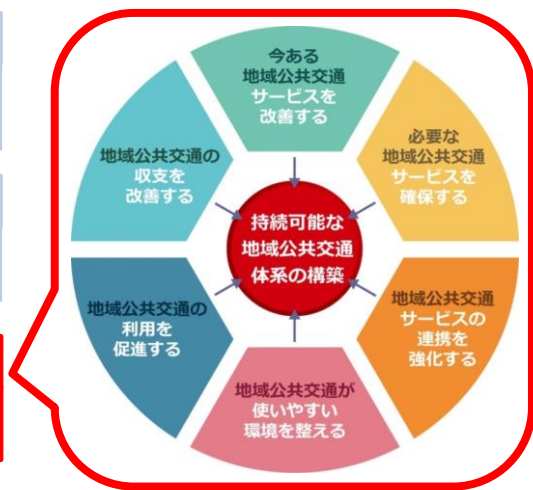 今ある
地域公共交通
サービスを
改善する
必要な
地域公共交通
サービスを
確保する
地域公共交通の
収支を
改善する
持続可能な
地域公共交通
体系の構築
地域公共交通
サービスの
連携を
強化する
地域公共交通の
利用を
促進する
地域公共交通が
使いやすい
環境を整える